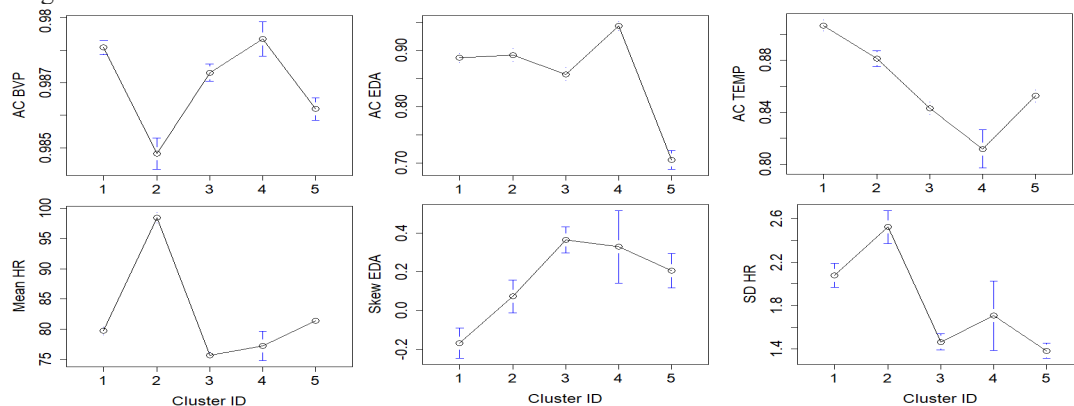 AC BVP
0.985 0.987 0.98
1 2 3 4 5
AC EDA
0.70 0.80 0.90
1 2 3 4 5
AC TEMP
0.80 0.84 0.88
1 2 3 4 5
Mean HR
75 80 85 90 95 100
1 2 3 4 5
Cluster ID
Skew EDA
-0.2 0.0 0.2 0.4
1 2 3 4 5
Cluster ID
SD HR
1.4 1.8 2.2 2.6
1 2 3 4 5
Cluster ID